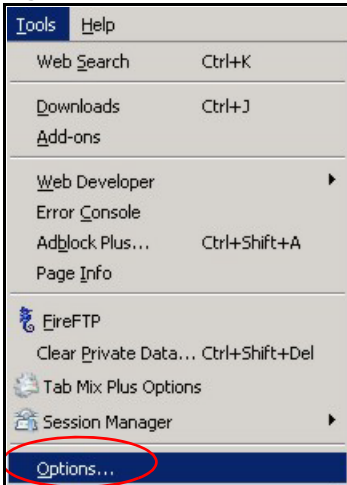 Tools Help
Web Search Ctrl+K
Downloads Ctrl+J
Add-ons
Web Developer
Error Console
Adblock Plus... Ctrl+Shift+A
Page Info
FireFTP
Clear Private Data... Ctrl+Shift+Del
Tab Mix Plus Options
Session Manager
Options...